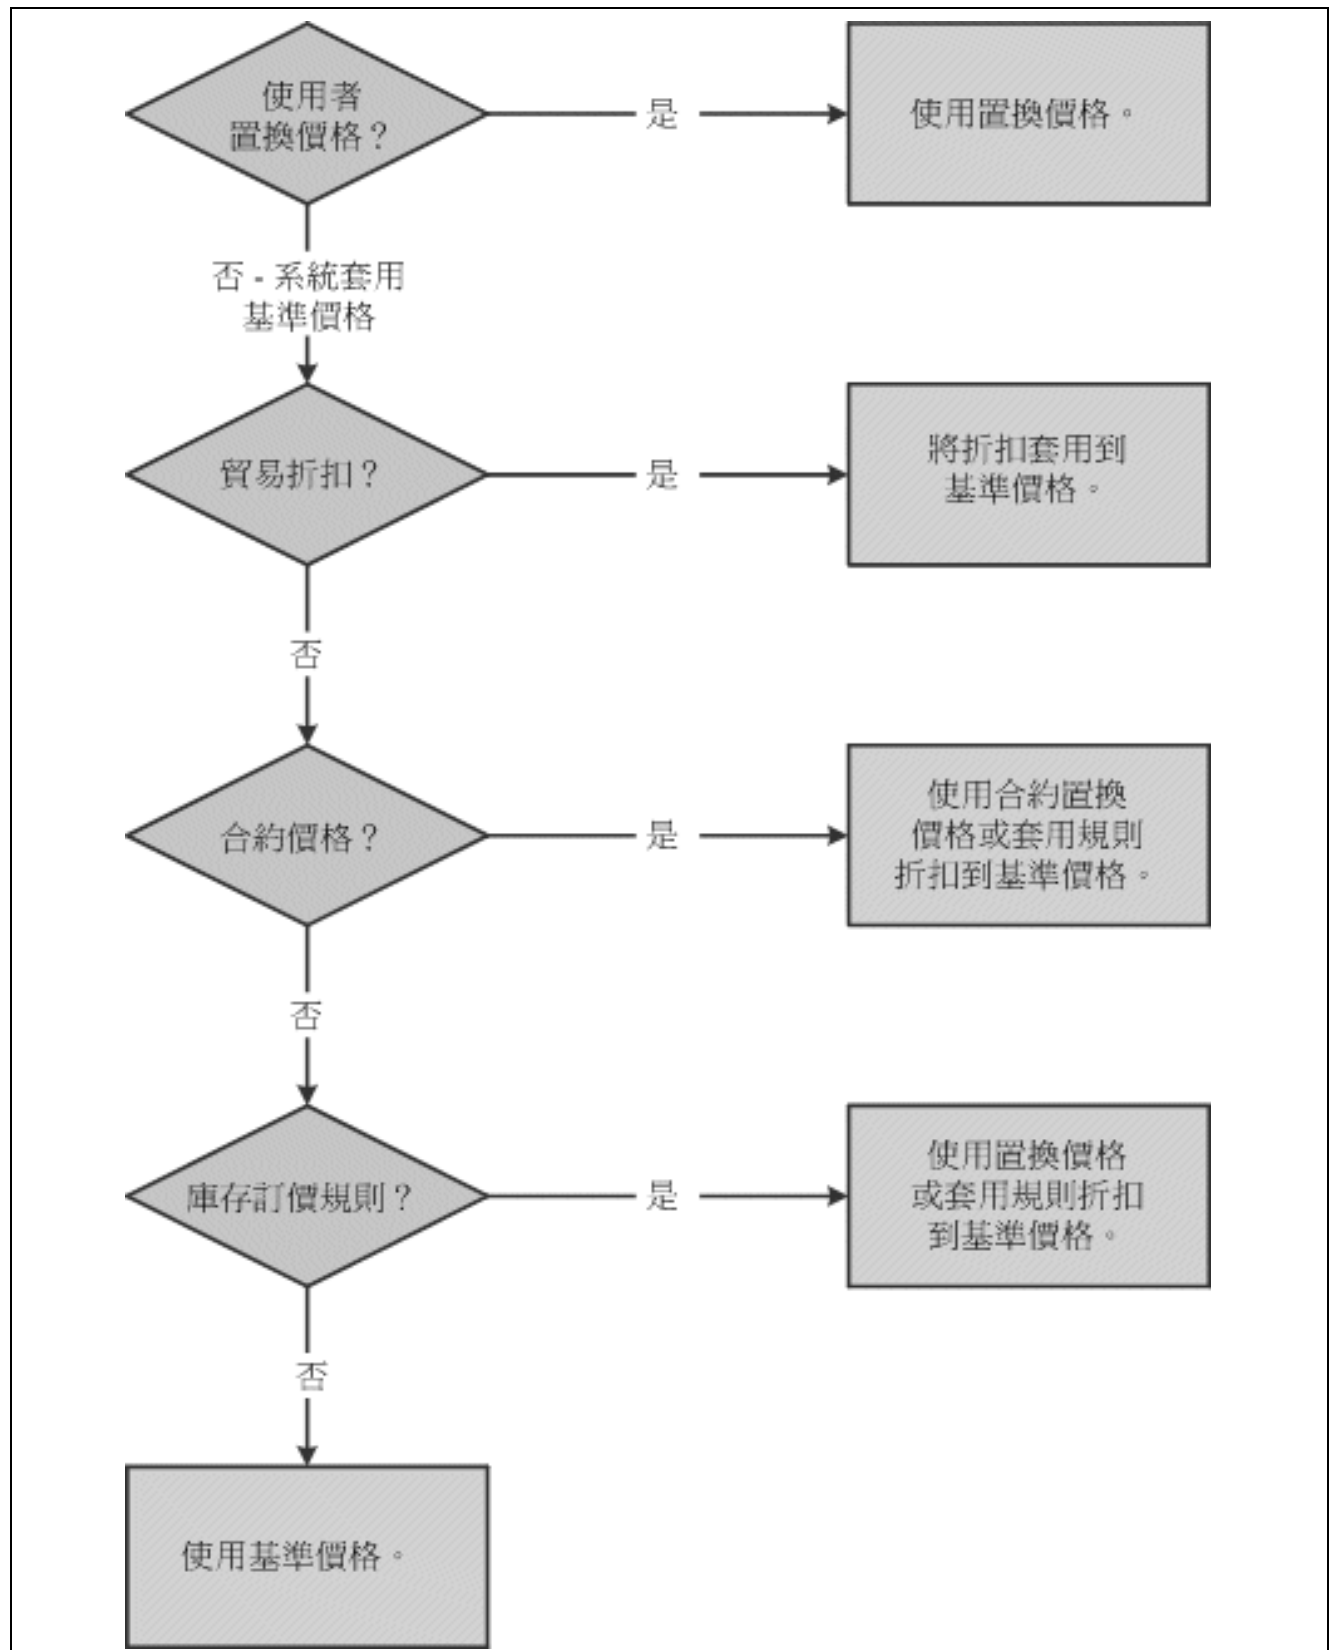 使用者
置換價格？
是
使用置換價格。
否 - 系統套用
基準價格
貿易折扣？
是
將折扣套用到
基準價格。
否
合約價格？
是
使用合約置換
價格或套用規則
折扣到基準價格。
否
庫存訂價規則？
是
使用置換價格
或套用規則折扣
到基準價格。
否
使用基準價格。